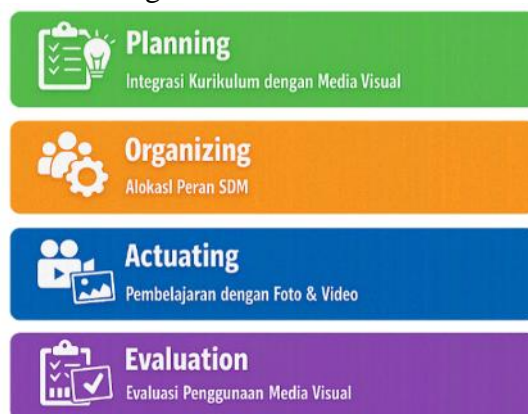 Planning
Integrasi Kurikulum dengan Media Visual
Organizing
Alokasl Peran SDM
Actuating
Pembelajaran dengan Foto & Video
Evaluation
Evaluasi Penggunaan Media Visual